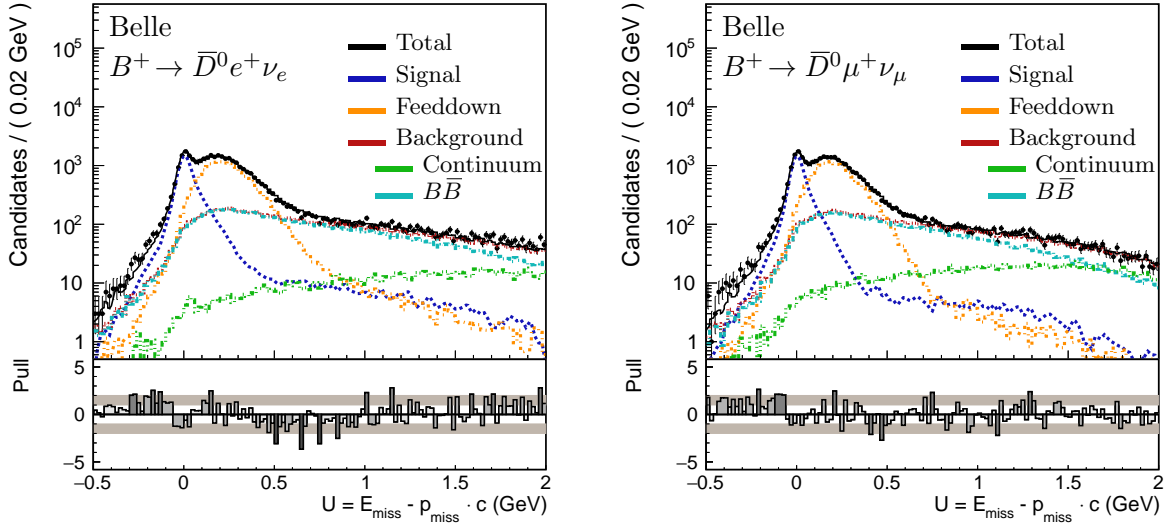 Belle
B⁺ → D̅⁰e⁺νₑ
Total
Signal
Feeddown
Background
Continuum
BB̅
Candidates / ( 0.02 GeV )
10⁵
10⁴
10³
10²
10
1
Pull
5
0
−5
−0.5 0 0.5 1 1.5 2
U = E_miss - p_miss · c (GeV)
Belle
B⁺ → D̅⁰μ⁺ν_μ
Total
Signal
Feeddown
Background
Continuum
BB̅
Candidates / ( 0.02 GeV )
10⁵
10⁴
10³
10²
10
1
Pull
5
0
−5
−0.5 0 0.5 1 1.5 2
U = E_miss - p_miss · c (GeV)